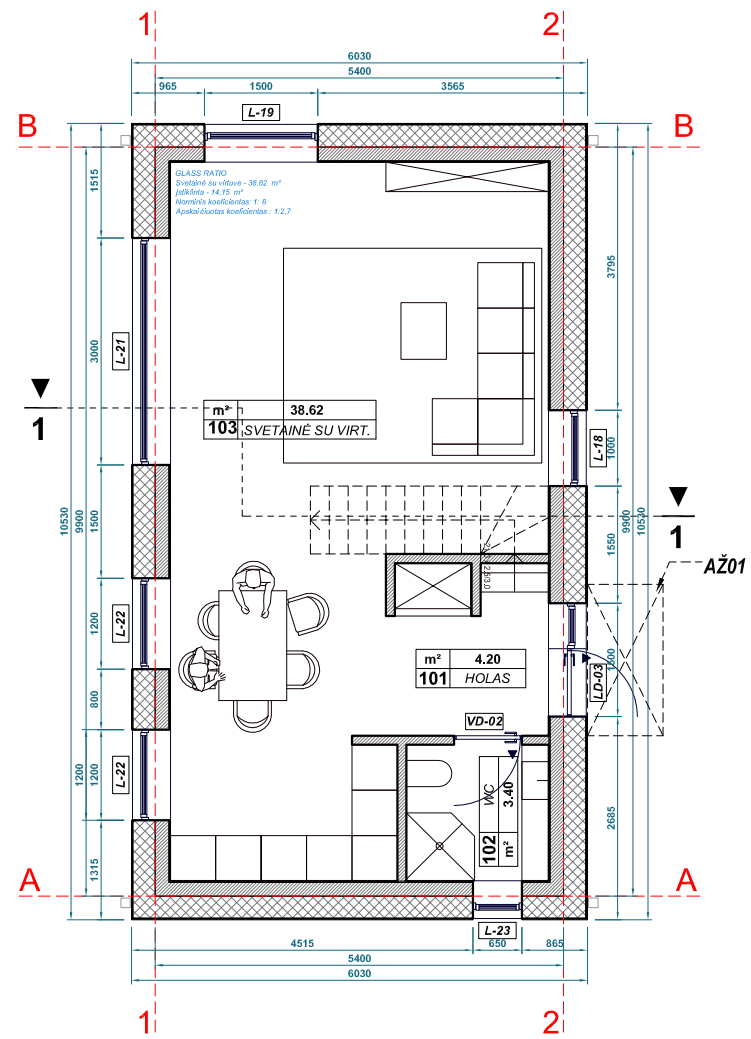 1
2
6030
5400
965
1500
3565
L-19
B
B
GLASS RATIO
Svetainė su virtuve - 38,62 m²
Įstiklinta - 14.15 m²
Norminis koeficientas: 1: 6
Apskaičiuotas koeficientas : 1:2,7
1515
3795
3000
L-21
1
m²
38.62
103
SVETAINĖ SU VIRT.
L-18
1000
10530
9900
1500
1550
9900
10530
1
AŽ01
1200
L-22
m²
4.20
101
HOLAS
1500
LD-03
800
VD-02
1200
1200
L-22
WC
3.40
102
m²
2685
1315
A
A
L-23
4515
650
865
5400
6030
1
2